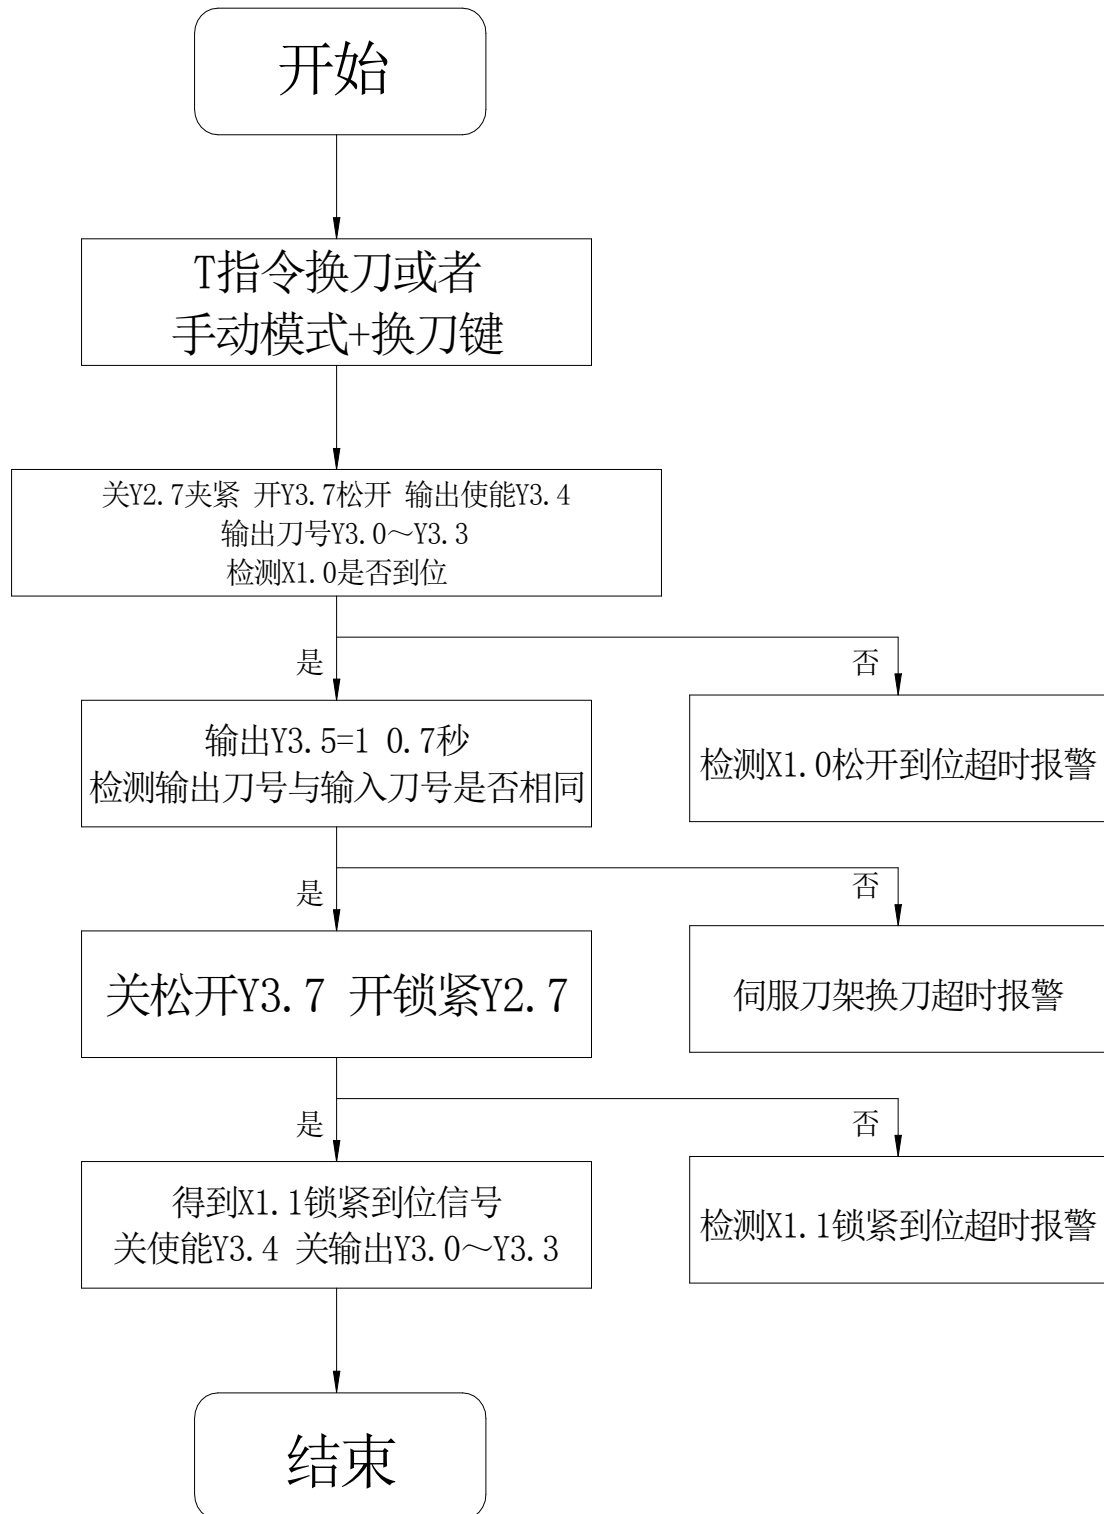 开始
T指令换刀或者
手动模式+换刀键
关Y2.7夹紧 开Y3.7松开 输出使能Y3.4
输出刀号Y3.0～Y3.3
检测X1.0是否到位
是
否
输出Y3.5=1 0.7秒
检测输出刀号与输入刀号是否相同
检测X1.0松开到位超时报警
是
否
关松开Y3.7 开锁紧Y2.7
伺服刀架换刀超时报警
是
否
得到X1.1锁紧到位信号
关使能Y3.4 关输出Y3.0～Y3.3
检测X1.1锁紧到位超时报警
结束